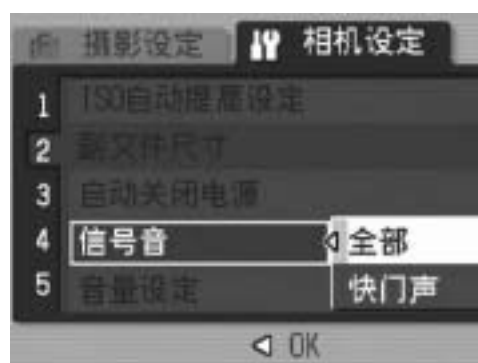 摄影设定 相机设定
1 ISO自动提高设定
2 副文件尺寸
3 自动关闭电源
4 信号音 全部
5 音量设定 快门声
OK